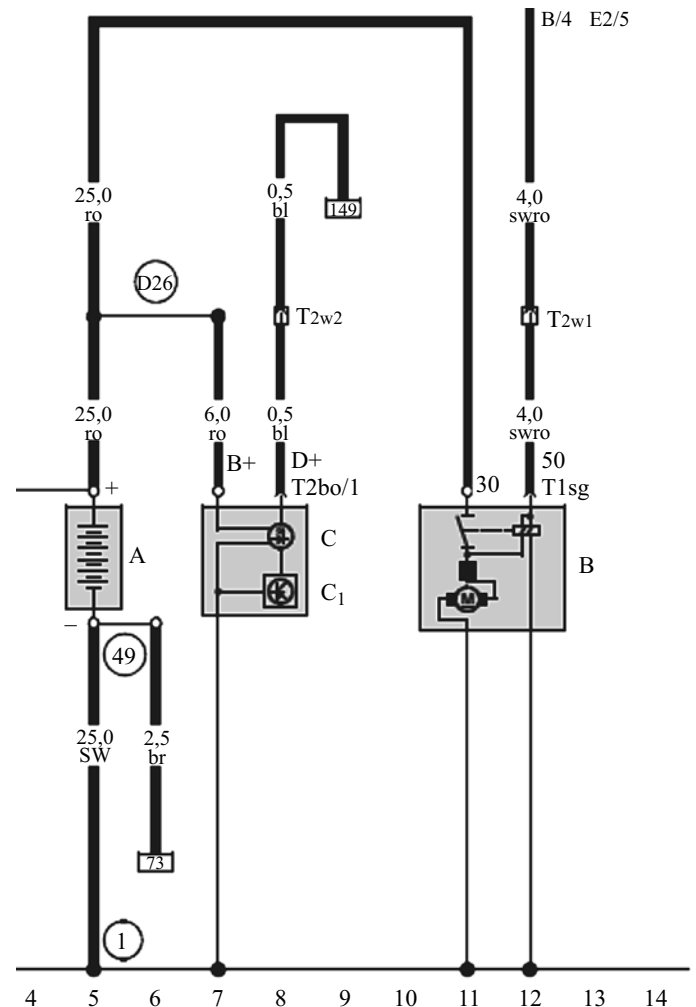 B/4 E2/5
25,0
ro
0,5
bl
149
4,0
swro
D26
T2w2
T2w1
25,0
ro
6,0
ro
0,5
bl
4,0
swro
B+
D+
50
T2bo/1
30
T1sg
+
A
C
C1
M
B
−
49
25,0
SW
2,5
br
73
1
4 5 6 7 8 9 10 11 12 13 14